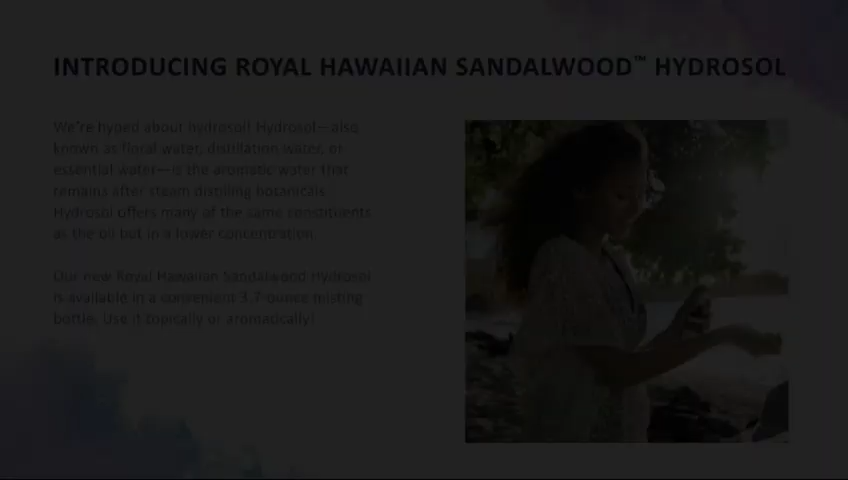 INTRODUCING ROYAL HAWAIIAN SANDALWOOD™ HYDROSOL
We're hyped about hydrosol! Hydrosol—also
known as floral water, distillation water, or
essential water—is the aromatic water that
remains after steam distilling botanicals.
Hydrosol offers many of the same constituents
as the oil but in a lower concentration.
Our new Royal Hawaiian Sandalwood Hydrosol
is available in a convenient 3.7-ounce misting
bottle. Use it topically or aromatically!